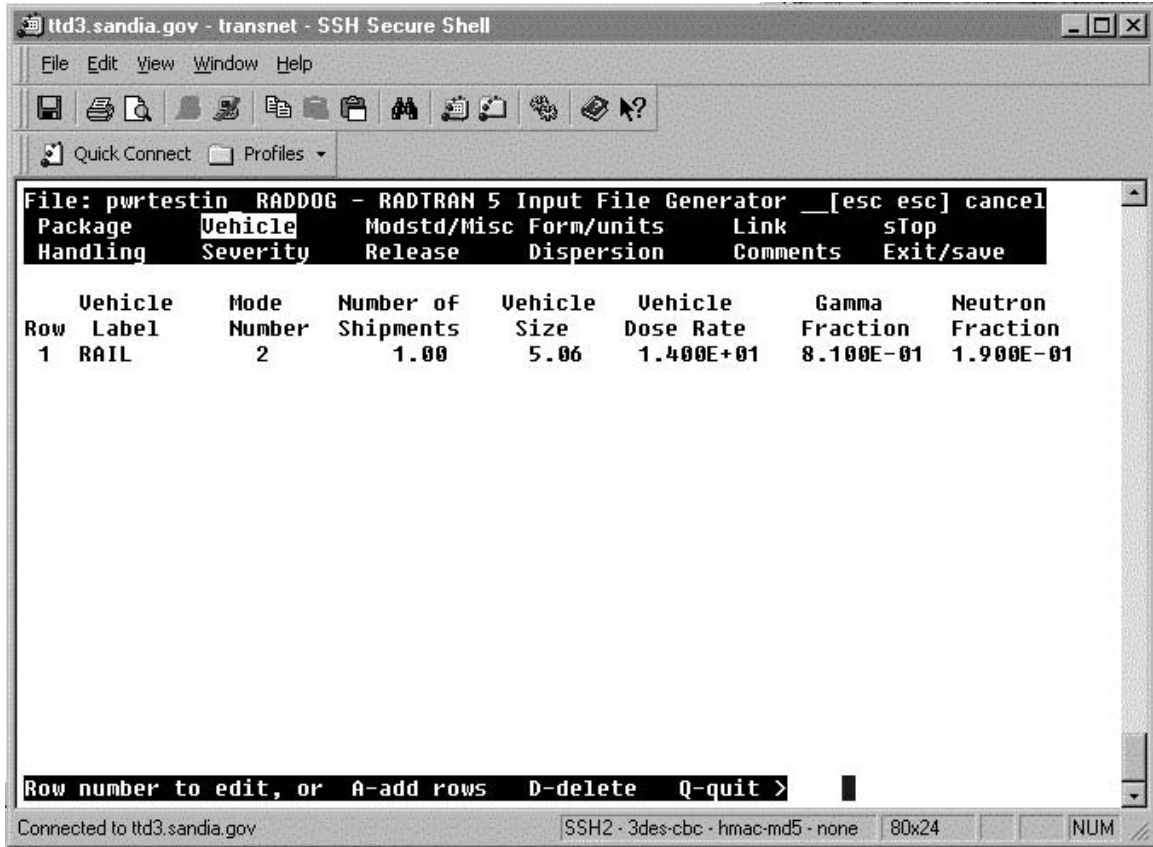 ttd3.sandia.gov - transnet - SSH Secure Shell
File Edit View Window Help
Quick Connect Profiles
File: pwrtestin_ RADDOG - RADTRAN 5 Input File Generator __[esc esc] cancel
Package Vehicle Modstd/Misc Form/units Link sTop
Handling Severity Release Dispersion Comments Exit/save
Vehicle Mode Number of Vehicle Vehicle Gamma Neutron
Row Label Number Shipments Size Dose Rate Fraction Fraction
1 RAIL 2 1.00 5.06 1.400E+01 8.100E-01 1.900E-01
Row number to edit, or A-add rows D-delete Q-quit >
Connected to ttd3.sandia.gov SSH2 - 3des-cbc - hmac-md5 - none 80x24 NUM